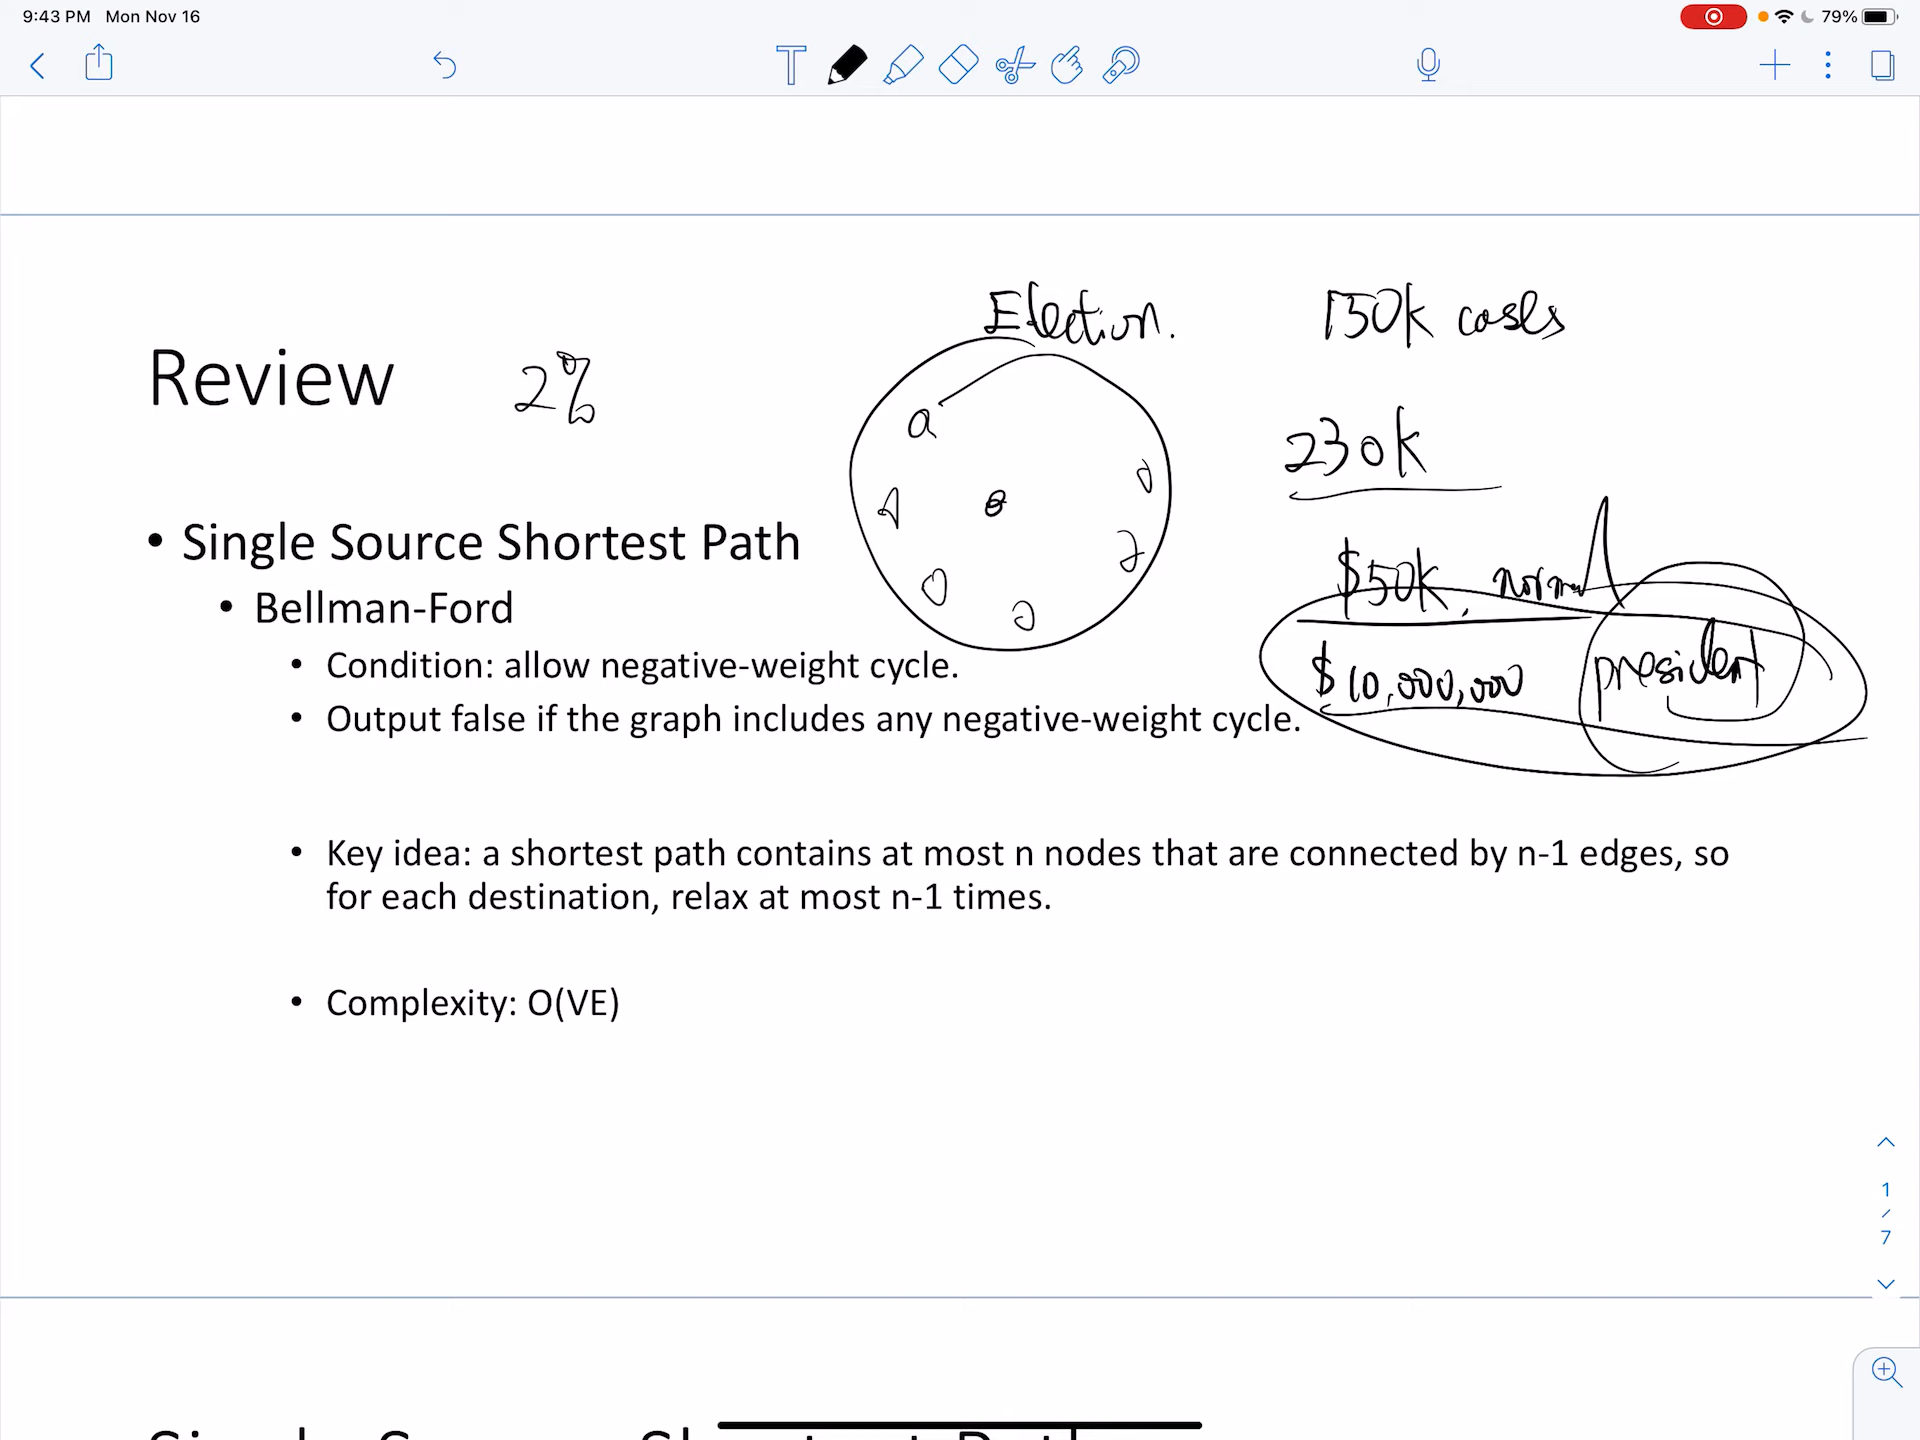 9:43 PM Mon Nov 16
79%
Election.
150k cases
Review
2%
230k
a
Single Source Shortest Path
$50k, normal
• Bellman-Ford
• Condition: allow negative-weight cycle.
$10,000,000 president
• Output false if the graph includes any negative-weight cycle.
• Key idea: a shortest path contains at most n nodes that are connected by n-1 edges, so
for each destination, relax at most n-1 times.
• Complexity: O(VE)
1
/
7